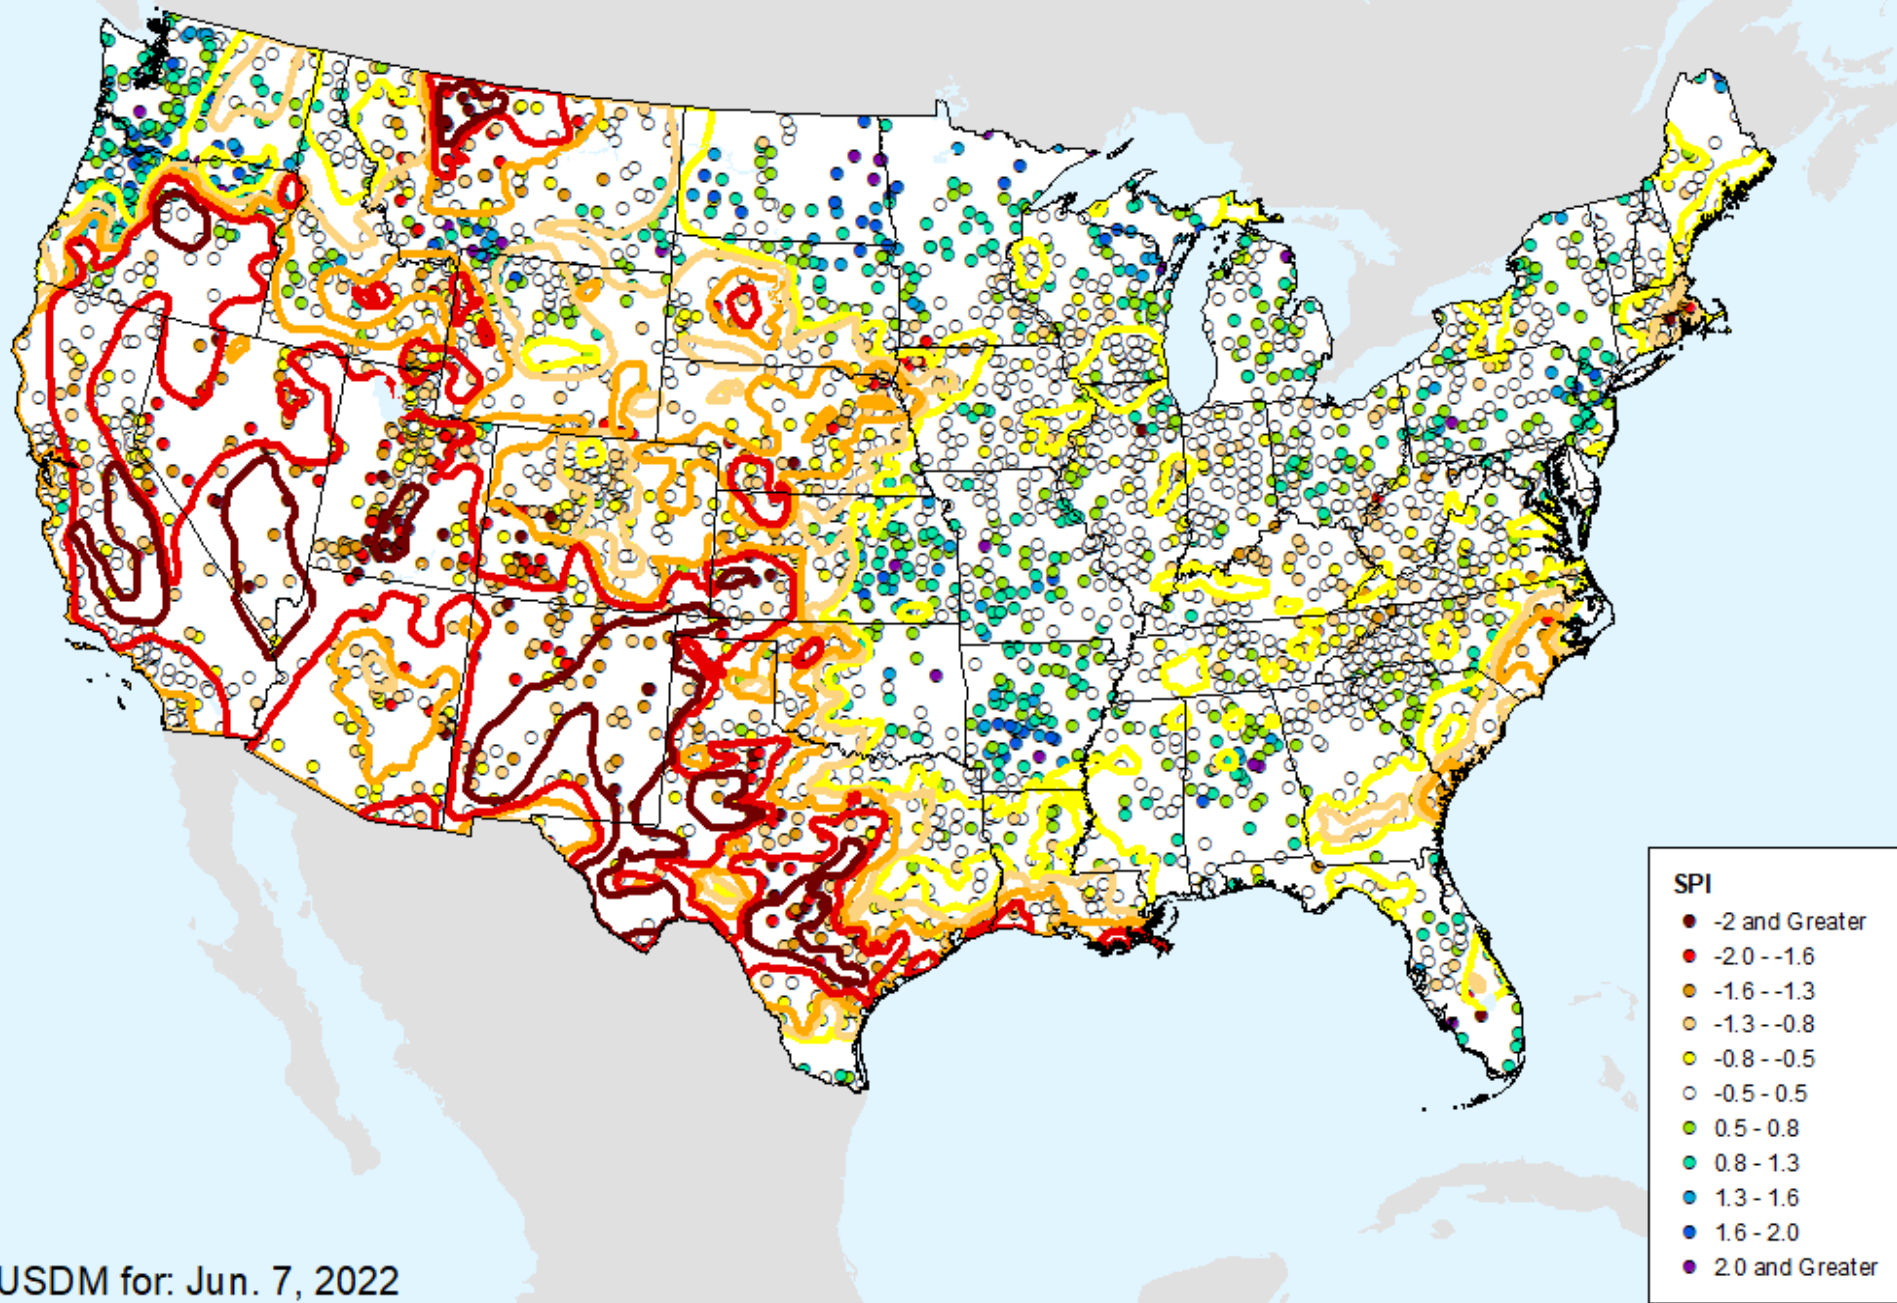 SPI
-2 and Greater
-2.0 - -1.6
-1.6 - -1.3
-1.3 - -0.8
-0.8 - -0.5
-0.5 - 0.5
0.5 - 0.8
0.8 - 1.3
1.3 - 1.6
1.6 - 2.0
2.0 and Greater
USDM for: Jun. 7, 2022